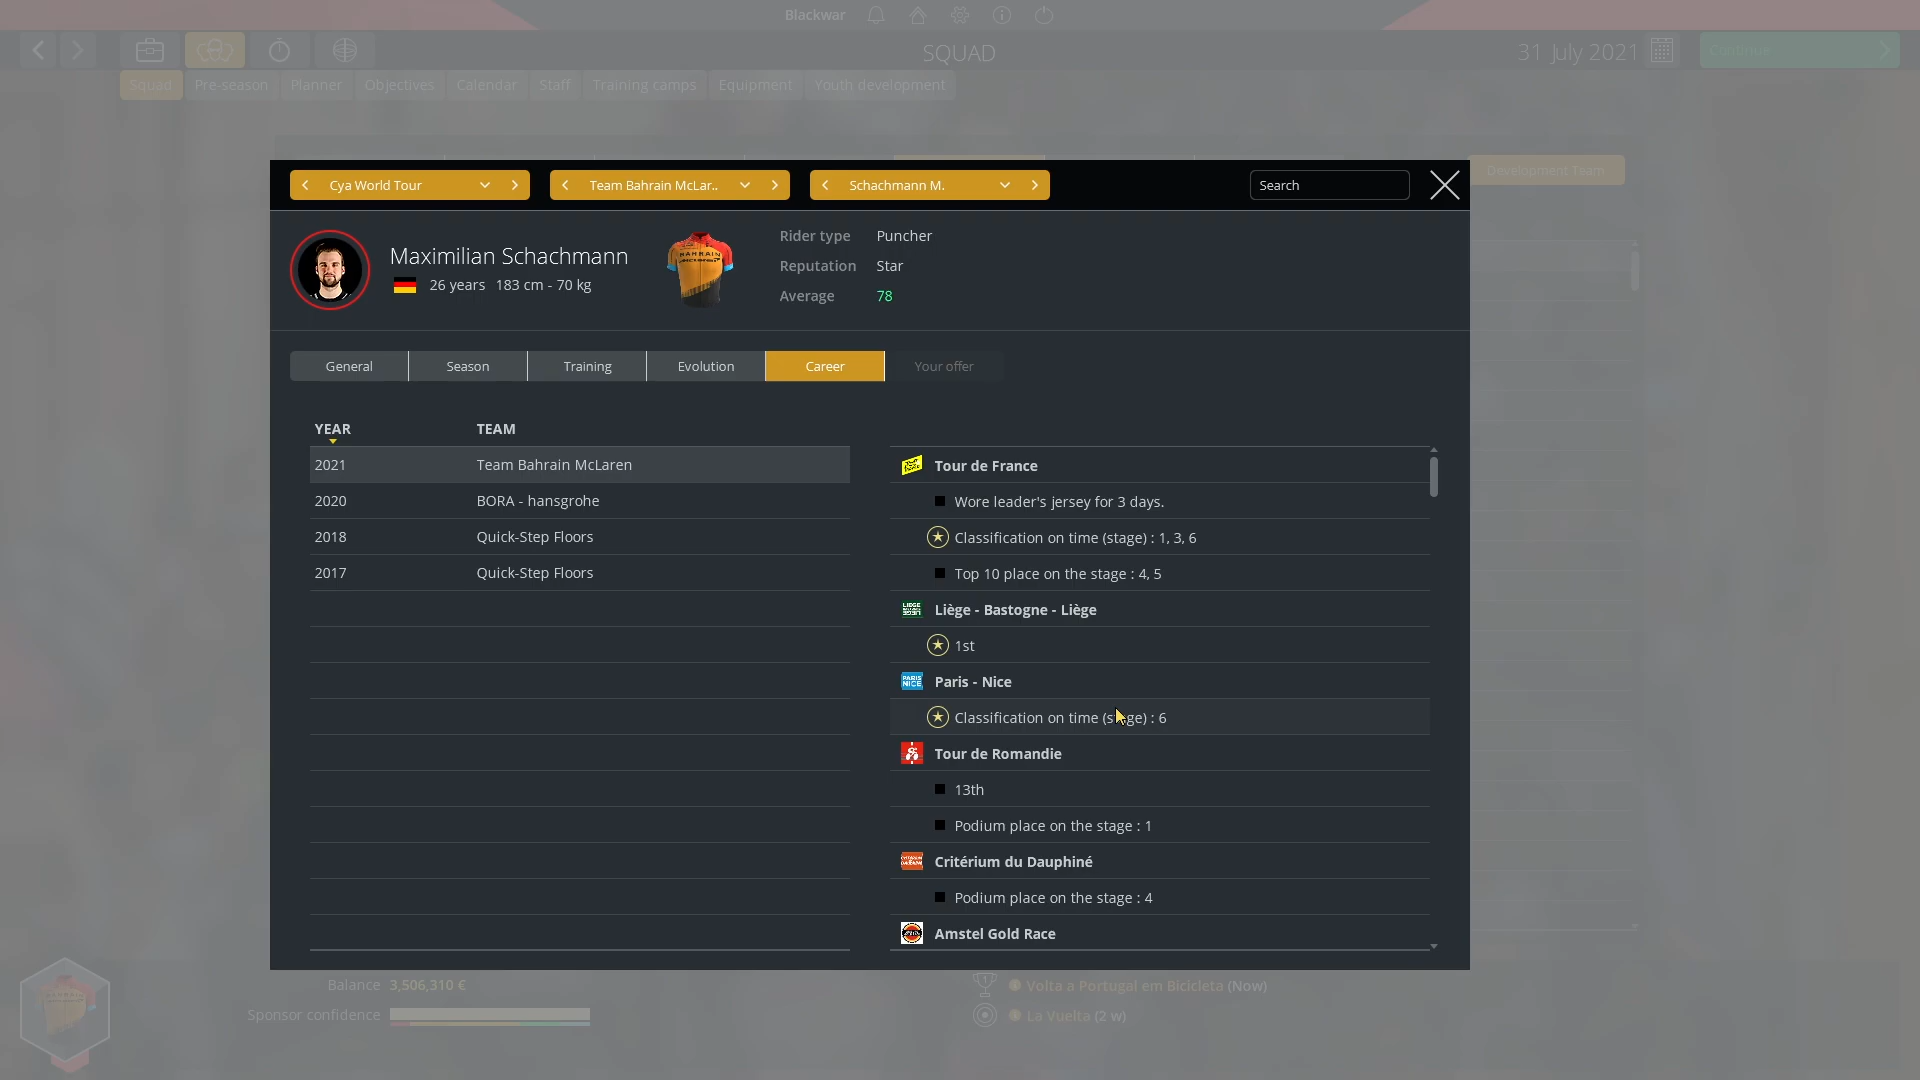 Blackwar
SQUAD
31 July 2021
Continue
Squad
Pre-season
Planner
Objectives
Calendar
Staff
Training camps
Equipment
Youth development
Development Team
Cya World Tour
Team Bahrain McLar..
Schachmann M.
Search
Maximilian Schachmann
26 years 183 cm - 70 kg
Rider type Puncher
Reputation Star
Average 78
General
Season
Training
Evolution
Career
Your offer
YEAR TEAM
2021 Team Bahrain McLaren
2020 BORA - hansgrohe
2018 Quick-Step Floors
2017 Quick-Step Floors
Tour de France
Wore leader's jersey for 3 days.
Classification on time (stage) : 1, 3, 6
Top 10 place on the stage : 4, 5
Liège - Bastogne - Liège
1st
Paris - Nice
Classification on time (stage) : 6
Tour de Romandie
13th
Podium place on the stage : 1
Critérium du Dauphiné
Podium place on the stage : 4
Amstel Gold Race
Balance 3,506,310 €
Sponsor confidence
Volta a Portugal em Bicicleta (Now)
La Vuelta (2 w)